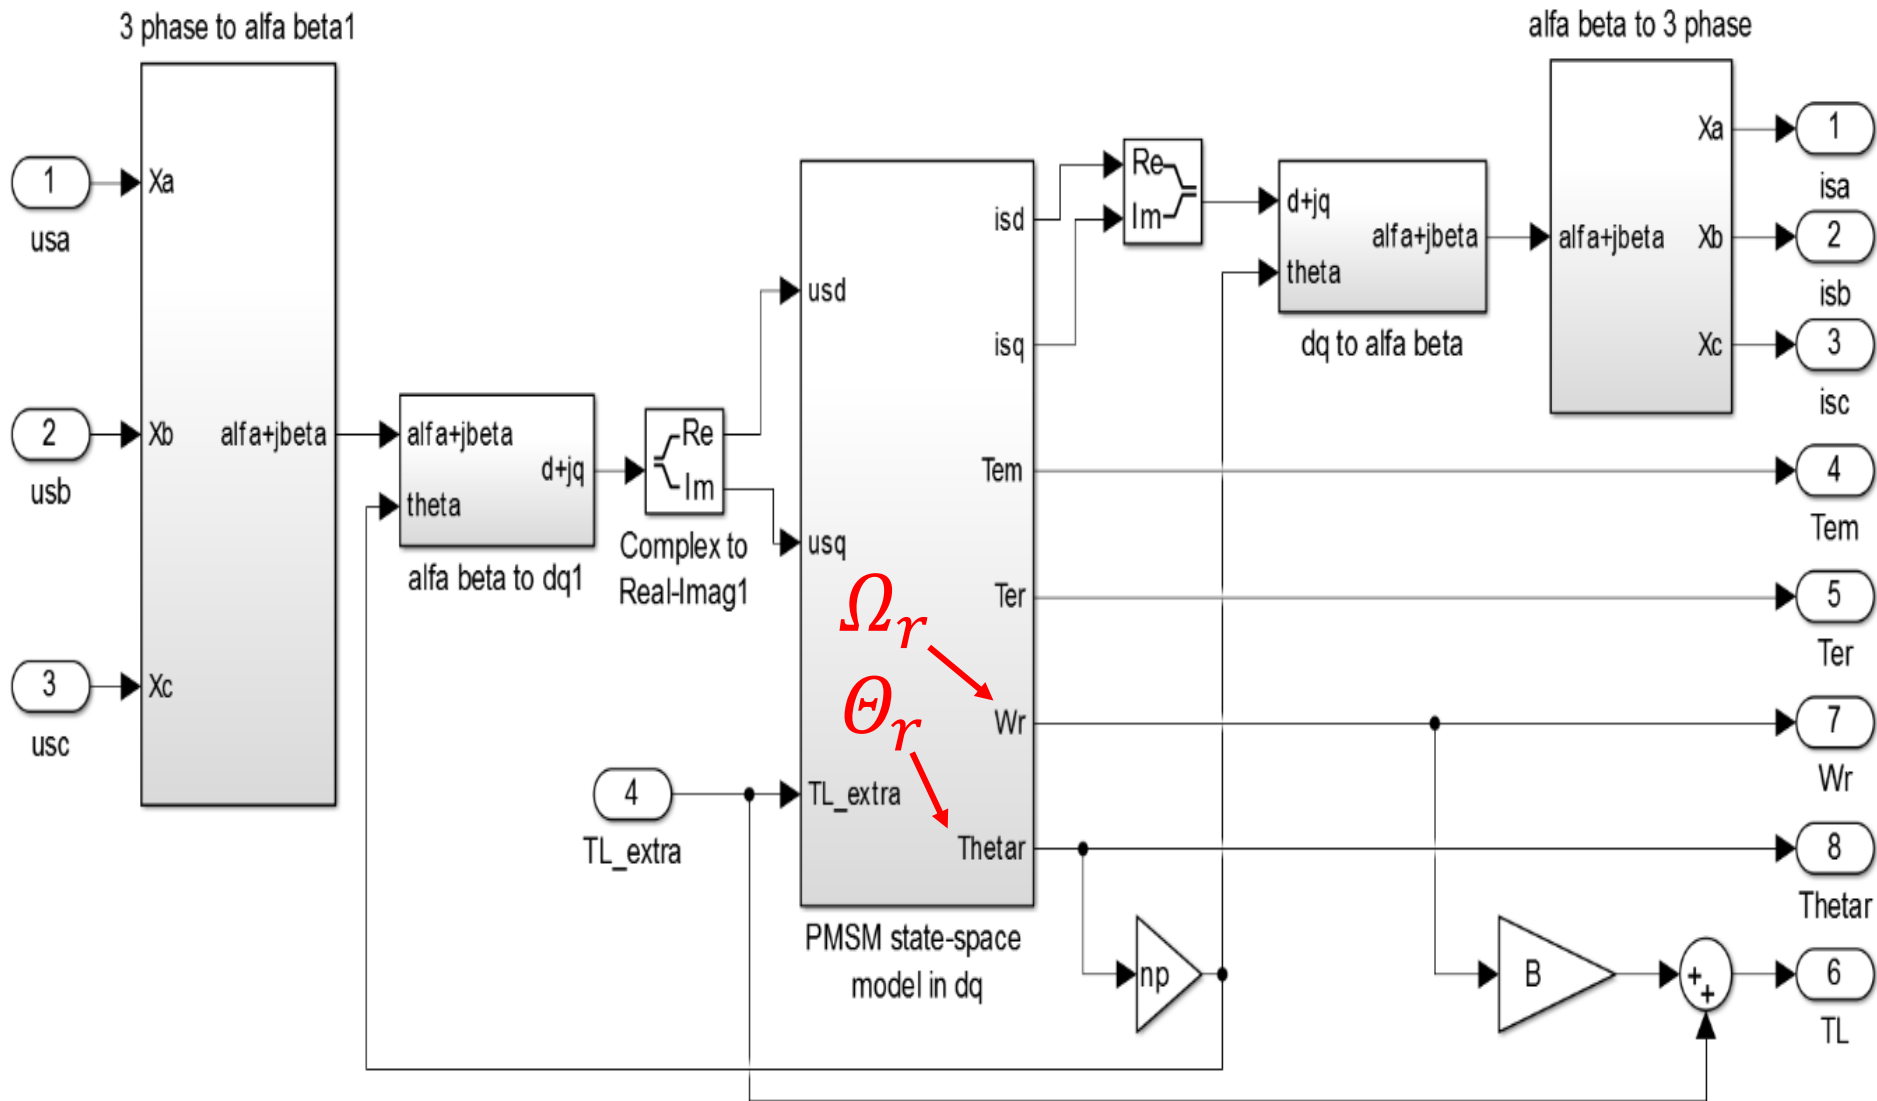 3 phase to alfa beta1
alfa beta to 3 phase
1
usa
2
usb
3
usc
Xa
Xb
alfa+jbeta
Xc
alfa+jbeta
d+jq
theta
alfa beta to dq1
Re
Im
Complex to
Real-Imag1
4
TL_extra
usd
usq
TL_extra
isd
isq
Tem
Ter
Ωr
Θr
Wr
Thetar
PMSM state-space
model in dq
Re
Im
d+jq
alfa+jbeta
theta
dq to alfa beta
alfa+jbeta
Xa
Xb
Xc
np
B
+
+
1
isa
2
isb
3
isc
4
Tem
5
Ter
7
Wr
8
Thetar
6
TL